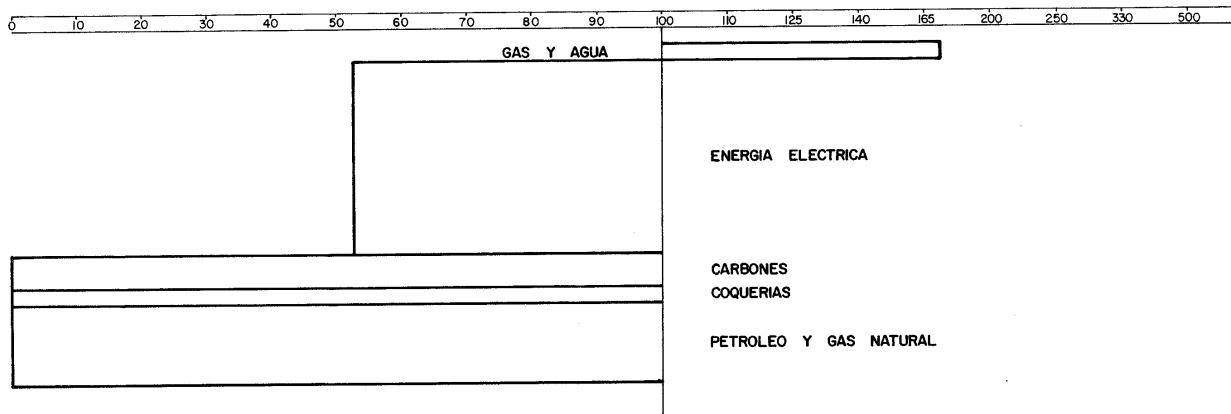 0 10 20 30 40 50 60 70 80 90 100 110 125 140 165 200 250 330 500
GAS Y AGUA
ENERGIA ELECTRICA
CARBONES
COQUERIAS
PETROLEO Y GAS NATURAL